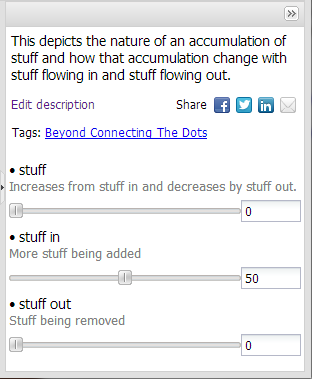 This depicts the nature of an accumulation of
stuff and how that accumulation change with
stuff flowing in and stuff flowing out.
Edit description Share
Tags: Beyond Connecting The Dots
• stuff
Increases from stuff in and decreases by stuff out.
0
• stuff in
More stuff being added
50
• stuff out
Stuff being removed
0